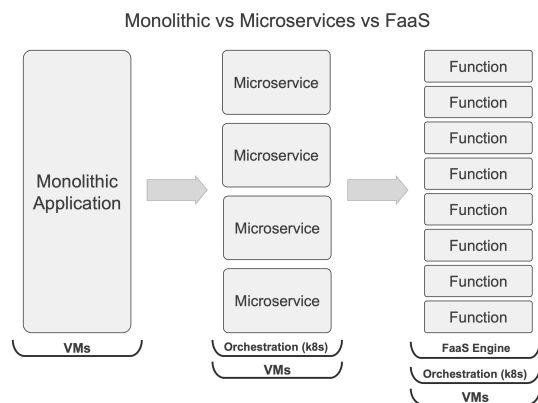 Monolithic vs Microservices vs FaaS
Monolithic
Application
VMs
Microservice
Microservice
Microservice
Microservice
Orchestration (k8s)
VMs
Function
Function
Function
Function
Function
Function
Function
Function
FaaS Engine
Orchestration (k8s)
VMs